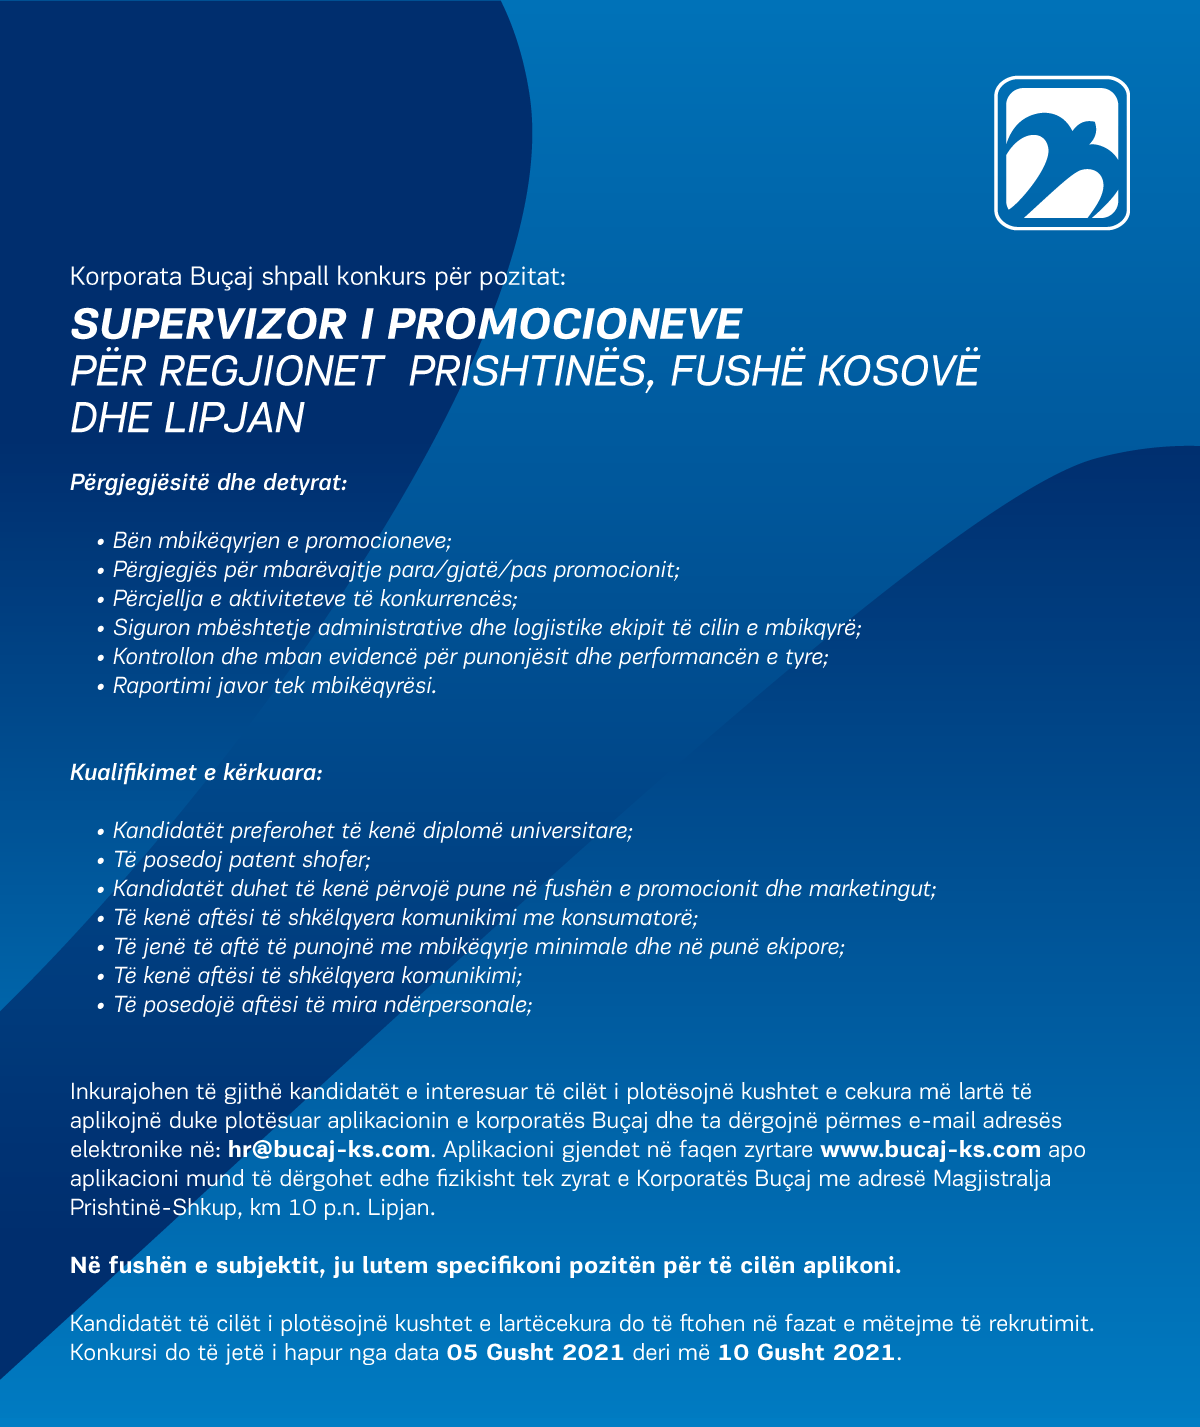 Korporata Buçaj shpall konkurs për pozitat:
SUPERVIZOR I PROMOCIONEVE
PËR REGJIONET PRISHTINËS, FUSHË KOSOVË
DHE LIPJAN
Përgjegjësitë dhe detyrat:
• Bën mbikëqyrjen e promocioneve;
• Përgjegjës për mbarëvajtje para/gjatë/pas promocionit;
• Përcjellja e aktiviteteve të konkurrencës;
• Siguron mbështetje administrative dhe logjistike ekipit të cilin e mbikqyrë;
• Kontrollon dhe mban evidencë për punonjësit dhe performancën e tyre;
• Raportimi javor tek mbikëqyrësi.
Kualifikimet e kërkuara:
• Kandidatët preferohet të kenë diplomë universitare;
• Të posedoj patent shofer;
• Kandidatët duhet të kenë përvojë pune në fushën e promocionit dhe marketingut;
• Të kenë aftësi të shkëlqyera komunikimi me konsumatorë;
• Të jenë të aftë të punojnë me mbikëqyrje minimale dhe në punë ekipore;
• Të kenë aftësi të shkëlqyera komunikimi;
• Të posedojë aftësi të mira ndërpersonale;
Inkurajohen të gjithë kandidatët e interesuar të cilët i plotësojnë kushtet e cekura më lartë të
aplikojnë duke plotësuar aplikacionin e korporatës Buçaj dhe ta dërgojnë përmes e-mail adresës
elektronike në: hr@bucaj-ks.com. Aplikacioni gjendet në faqen zyrtare www.bucaj-ks.com apo
aplikacioni mund të dërgohet edhe fizikisht tek zyrat e Korporatës Buçaj me adresë Magjistralja
Prishtinë-Shkup, km 10 p.n. Lipjan.
Në fushën e subjektit, ju lutem specifikoni pozitën për të cilën aplikoni.
Kandidatët të cilët i plotësojnë kushtet e lartëcekura do të ftohen në fazat e mëtejme të rekrutimit.
Konkursi do të jetë i hapur nga data 05 Gusht 2021 deri më 10 Gusht 2021.